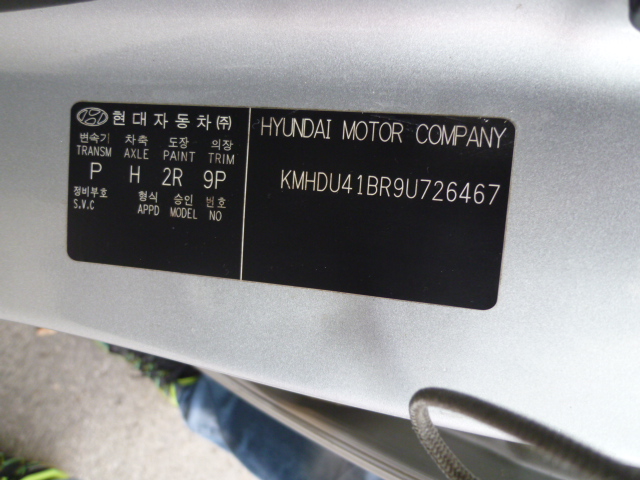 현대자동차㈜
변속기 차축 도장 의장
TRANSM AXLE PAINT TRIM
P H 2R 9P
정비부호 형식 승인 번호
S.V.C APPD MODEL NO
HYUNDAI MOTOR COMPANY
KMHDU41BR9U726467